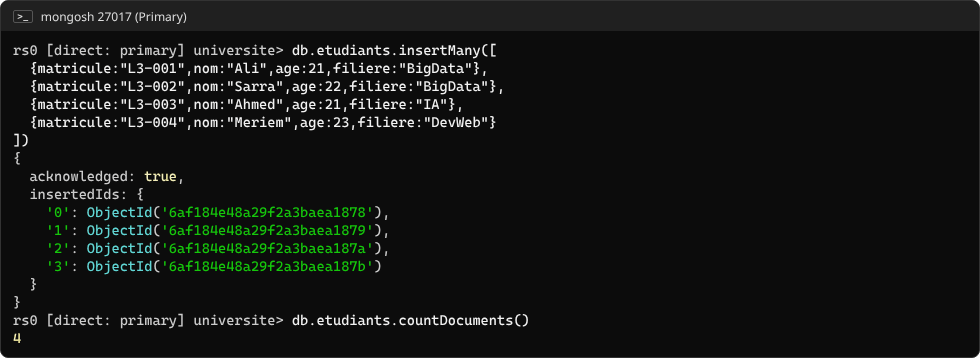 >_ mongosh 27017 (Primary)
rs0 [direct: primary] universite> db.etudiants.insertMany([
  {matricule:"L3-001",nom:"Ali",age:21,filiere:"BigData"},
  {matricule:"L3-002",nom:"Sarra",age:22,filiere:"BigData"},
  {matricule:"L3-003",nom:"Ahmed",age:21,filiere:"IA"},
  {matricule:"L3-004",nom:"Meriem",age:23,filiere:"DevWeb"}
])
{
  acknowledged: true,
  insertedIds: {
    '0': ObjectId('6af184e48a29f2a3baea1878'),
    '1': ObjectId('6af184e48a29f2a3baea1879'),
    '2': ObjectId('6af184e48a29f2a3baea187a'),
    '3': ObjectId('6af184e48a29f2a3baea187b')
  }
}
rs0 [direct: primary] universite> db.etudiants.countDocuments()
4